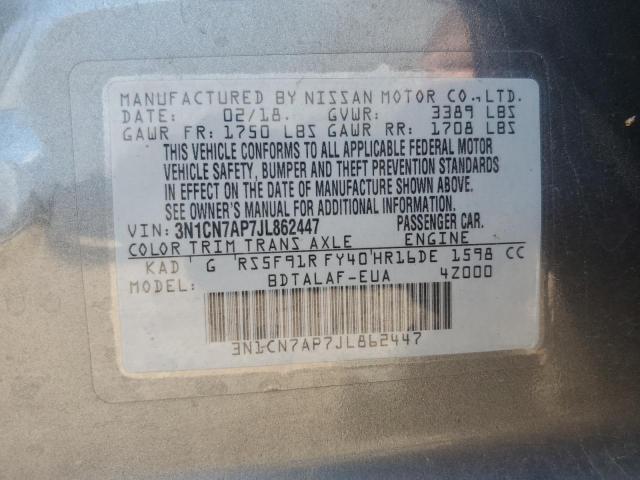 MANUFACTURED BY NISSAN MOTOR CO.,LTD.
DATE: 02/18. GVWR: 3389 LBS
GAWR FR: 1750 LBS GAWR RR: 1708 LBS
THIS VEHICLE CONFORMS TO ALL APPLICABLE FEDERAL MOTOR
VEHICLE SAFETY, BUMPER AND THEFT PREVENTION STANDARDS
IN EFFECT ON THE DATE OF MANUFACTURE SHOWN ABOVE.
SEE OWNER'S MANUAL FOR ADDITIONAL INFORMATION.
VIN: 3N1CN7AP7JL862447 PASSENGER CAR.
COLOR TRIM TRANS AXLE ENGINE
KAD G RS5F91R FY40 HR16DE 1598 CC
MODEL: BDTALAF-EUA 4Z000
3N1CN7AP7JL862447